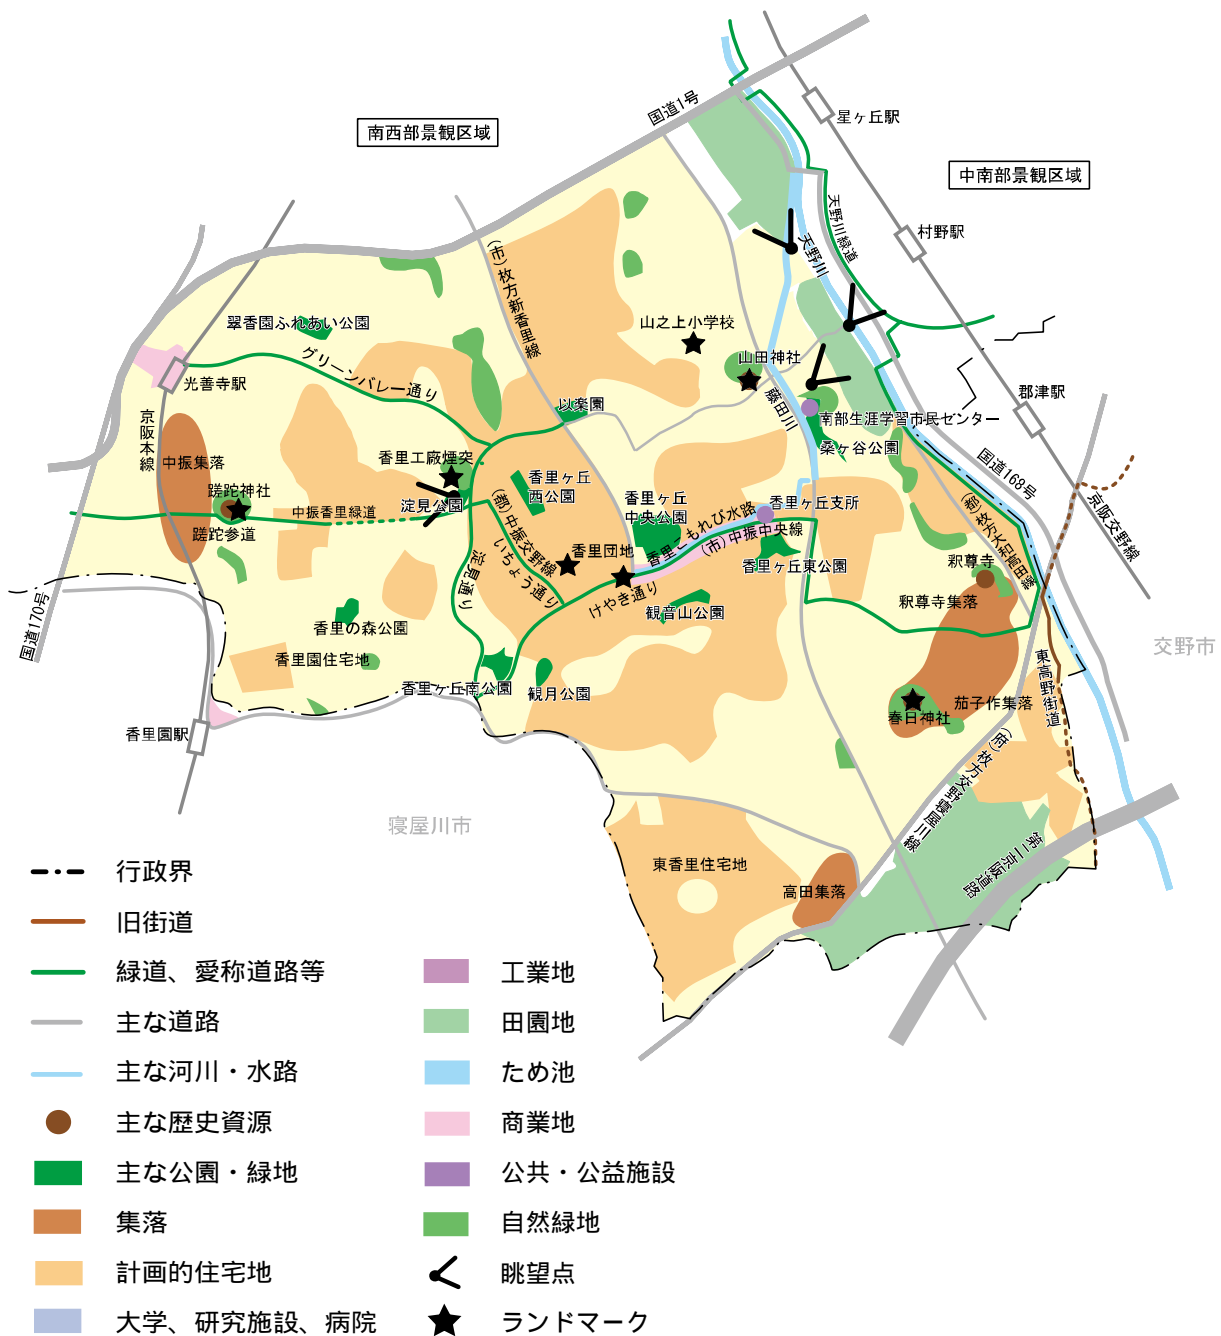 国道1号
南西部景観区域
星ヶ丘駅
中南部景観区域
天野川緑道
村野駅
天野川
(市)枚方新香里線
翠香園ふれあい公園
山之上小学校
山田神社
グリーンバレー通り
光善寺駅
藤田川
郡津駅
以楽園
南部生涯学習市民センター
桑ヶ谷公園
京阪本線
中振集落
香里工廠煙突
国道168号
蹉跎神社
香里ヶ丘
西公園
香里ヶ丘
中央公園
香里ヶ丘支所
淀見公園
中振香里緑道
(都)中振交野線
香里こもれび水路
(市)中振中央線
(都)枚方大和高田線
京阪交野線
蹉跎参道
いちょう通り
香里団地
香里ヶ丘東公園
釈尊寺
淀見通り
けやき通り
観音山公園
釈尊寺集落
国道170号
香里の森公園
香里園住宅地
東高野街道
交野市
香里ヶ丘南公園
観月公園
茄子作集落
春日神社
香里園駅
(府)枚方交野寝屋川線
寝屋川市
第二京阪道路
東香里住宅地
高田集落
行政界
旧街道
緑道、愛称道路等
主な道路
主な河川・水路
主な歴史資源
主な公園・緑地
集落
計画的住宅地
大学、研究施設、病院
工業地
田園地
ため池
商業地
公共・公益施設
自然緑地
眺望点
ランドマーク